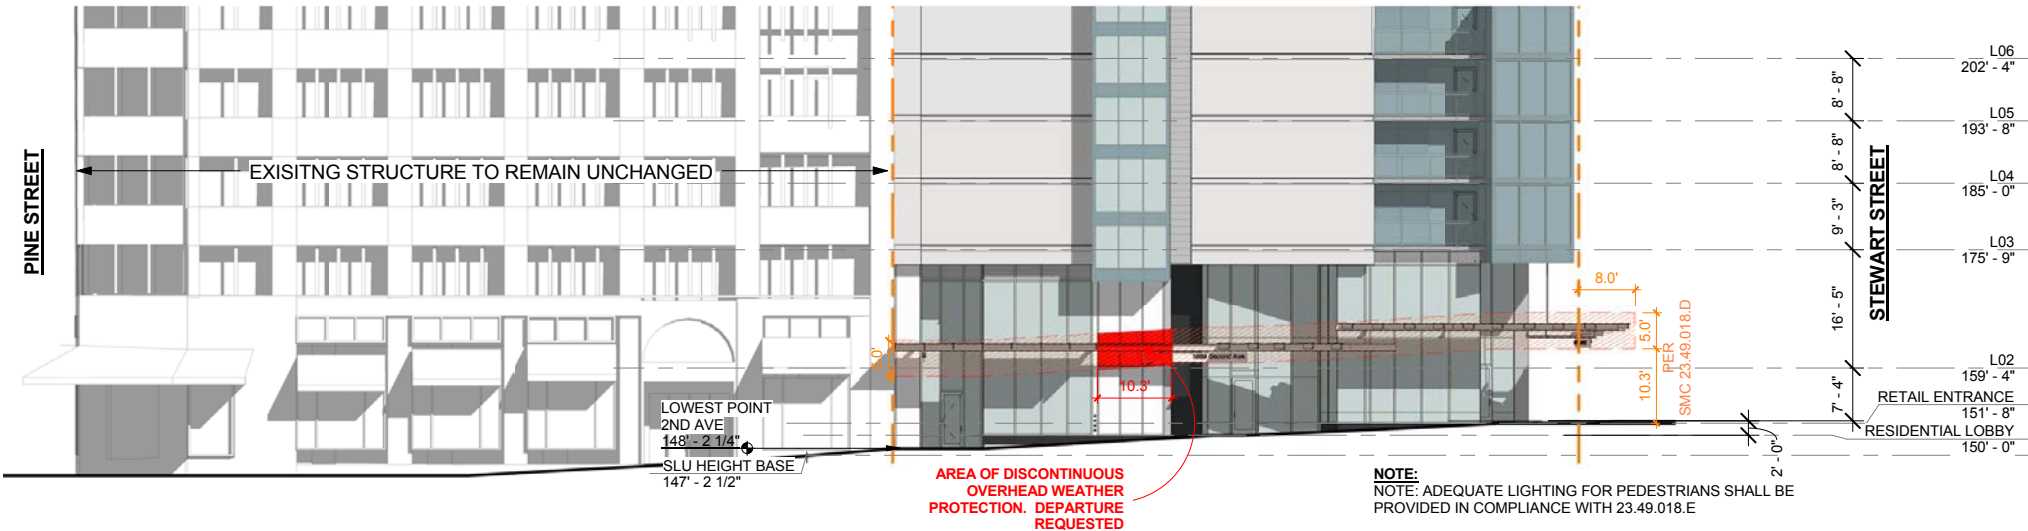 PINE STREET
EXISITNG STRUCTURE TO REMAIN UNCHANGED
LOWEST POINT
2ND AVE
148' - 2 1/4"
SLU HEIGHT BASE
147' - 2 1/2"
5.0'
10.3'
AREA OF DISCONTINUOUS
OVERHEAD WEATHER
PROTECTION. DEPARTURE
REQUESTED
8.0'
5.0'
10.3'
PER
SMC 23.49.018.D
NOTE:
NOTE: ADEQUATE LIGHTING FOR PEDESTRIANS SHALL BE
PROVIDED IN COMPLIANCE WITH 23.49.018.E
8' - 8"
8' - 8"
9' - 3"
16' - 5"
7' - 4"
2' - 0"
STEWART STREET
L06
202' - 4"
L05
193' - 8"
L04
185' - 0"
L03
175' - 9"
L02
159' - 4"
RETAIL ENTRANCE
151' - 8"
RESIDENTIAL LOBBY
150' - 0"